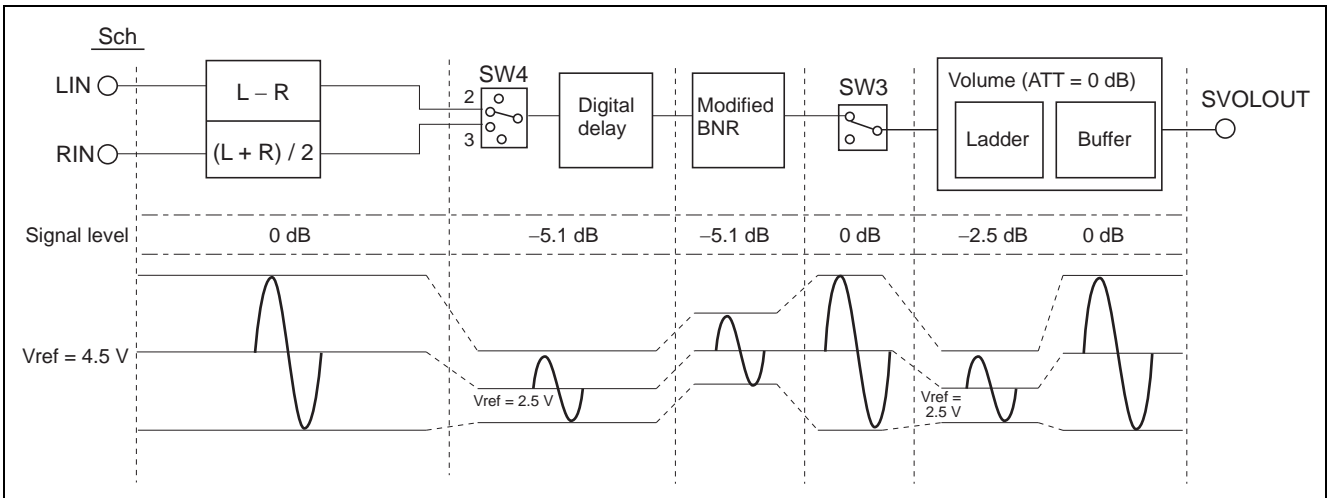 Sch
LIN
RIN
L – R
(L + R) / 2
SW4
2
3
Digital
delay
Modified
BNR
SW3
Volume (ATT = 0 dB)
Ladder
Buffer
SVOLOUT
Signal level
0 dB
–5.1 dB
–5.1 dB
0 dB
–2.5 dB
0 dB
Vref = 4.5 V
Vref = 2.5 V
Vref =
2.5 V